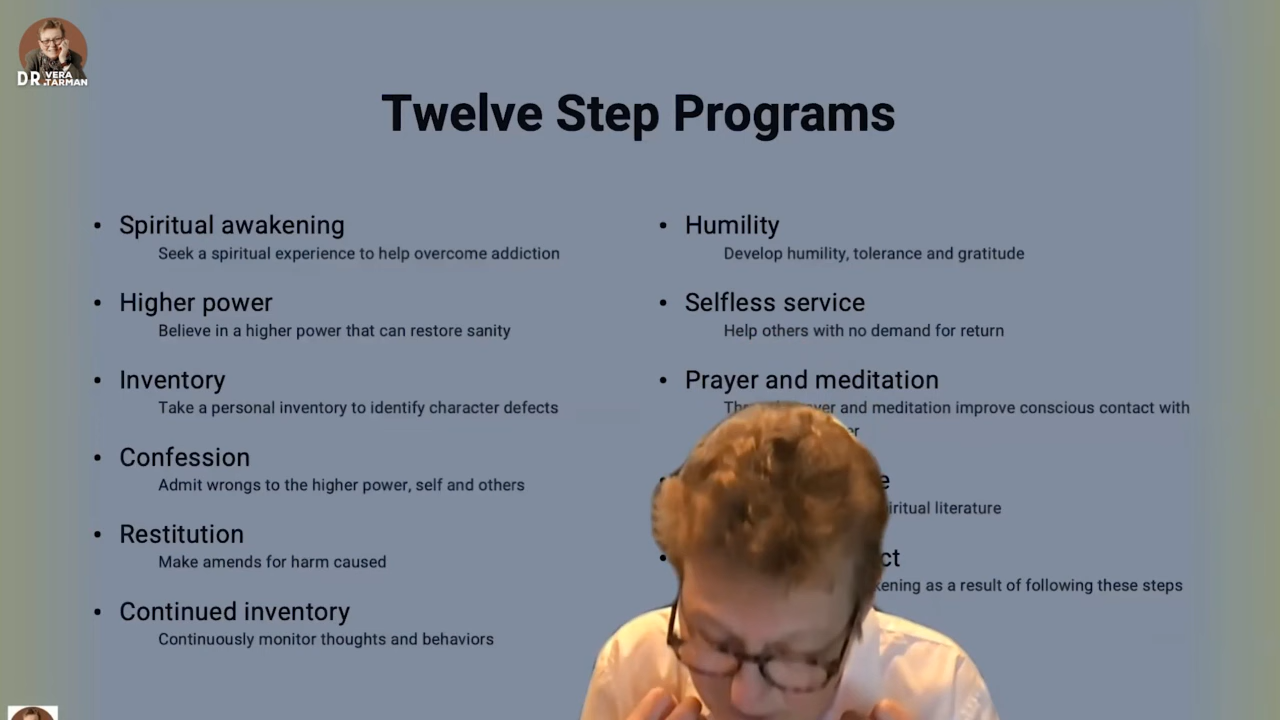 DR. VERA TARMAN
Twelve Step Programs
• Spiritual awakening
Seek a spiritual experience to help overcome addiction
• Higher power
Believe in a higher power that can restore sanity
• Inventory
Take a personal inventory to identify character defects
• Confession
Admit wrongs to the higher power, self and others
• Restitution
Make amends for harm caused
• Continued inventory
Continuously monitor thoughts and behaviors
• Humility
Develop humility, tolerance and gratitude
• Selfless service
Help others with no demand for return
• Prayer and meditation
and meditation improve conscious contact with
literature
as a result of following these steps